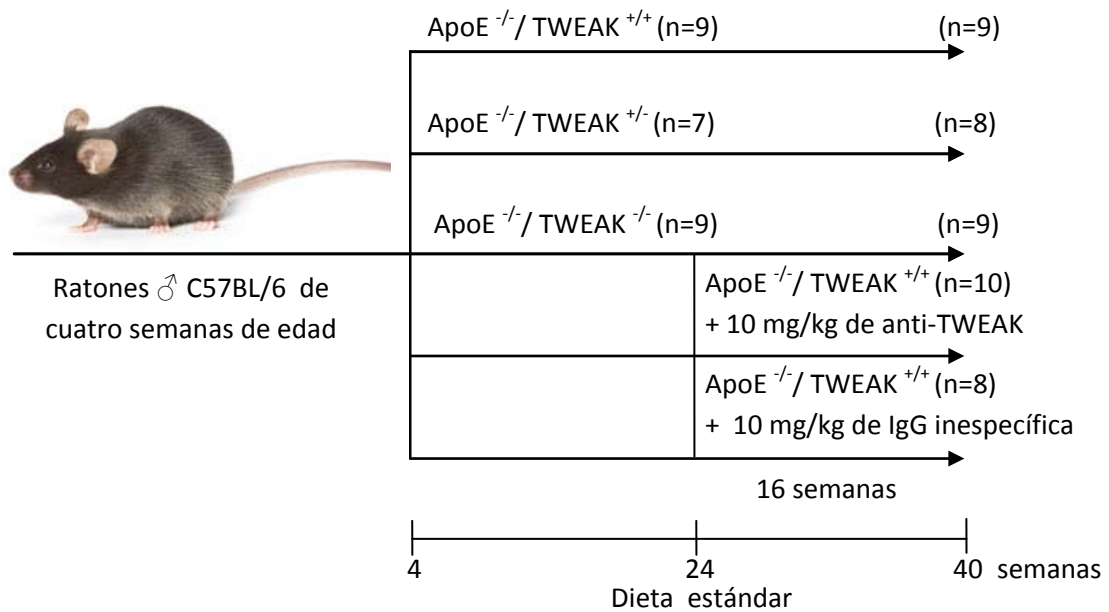 ApoE -/-/ TWEAK +/+ (n=9) (n=9)
ApoE -/-/ TWEAK +/- (n=7) (n=8)
ApoE -/-/ TWEAK -/- (n=9) (n=9)
Ratones ♂ C57BL/6 de
cuatro semanas de edad
ApoE -/-/ TWEAK +/+ (n=10)
+ 10 mg/kg de anti-TWEAK
ApoE -/-/ TWEAK +/+ (n=8)
+ 10 mg/kg de IgG inespecífica
16 semanas
4 24 40 semanas
Dieta estándar